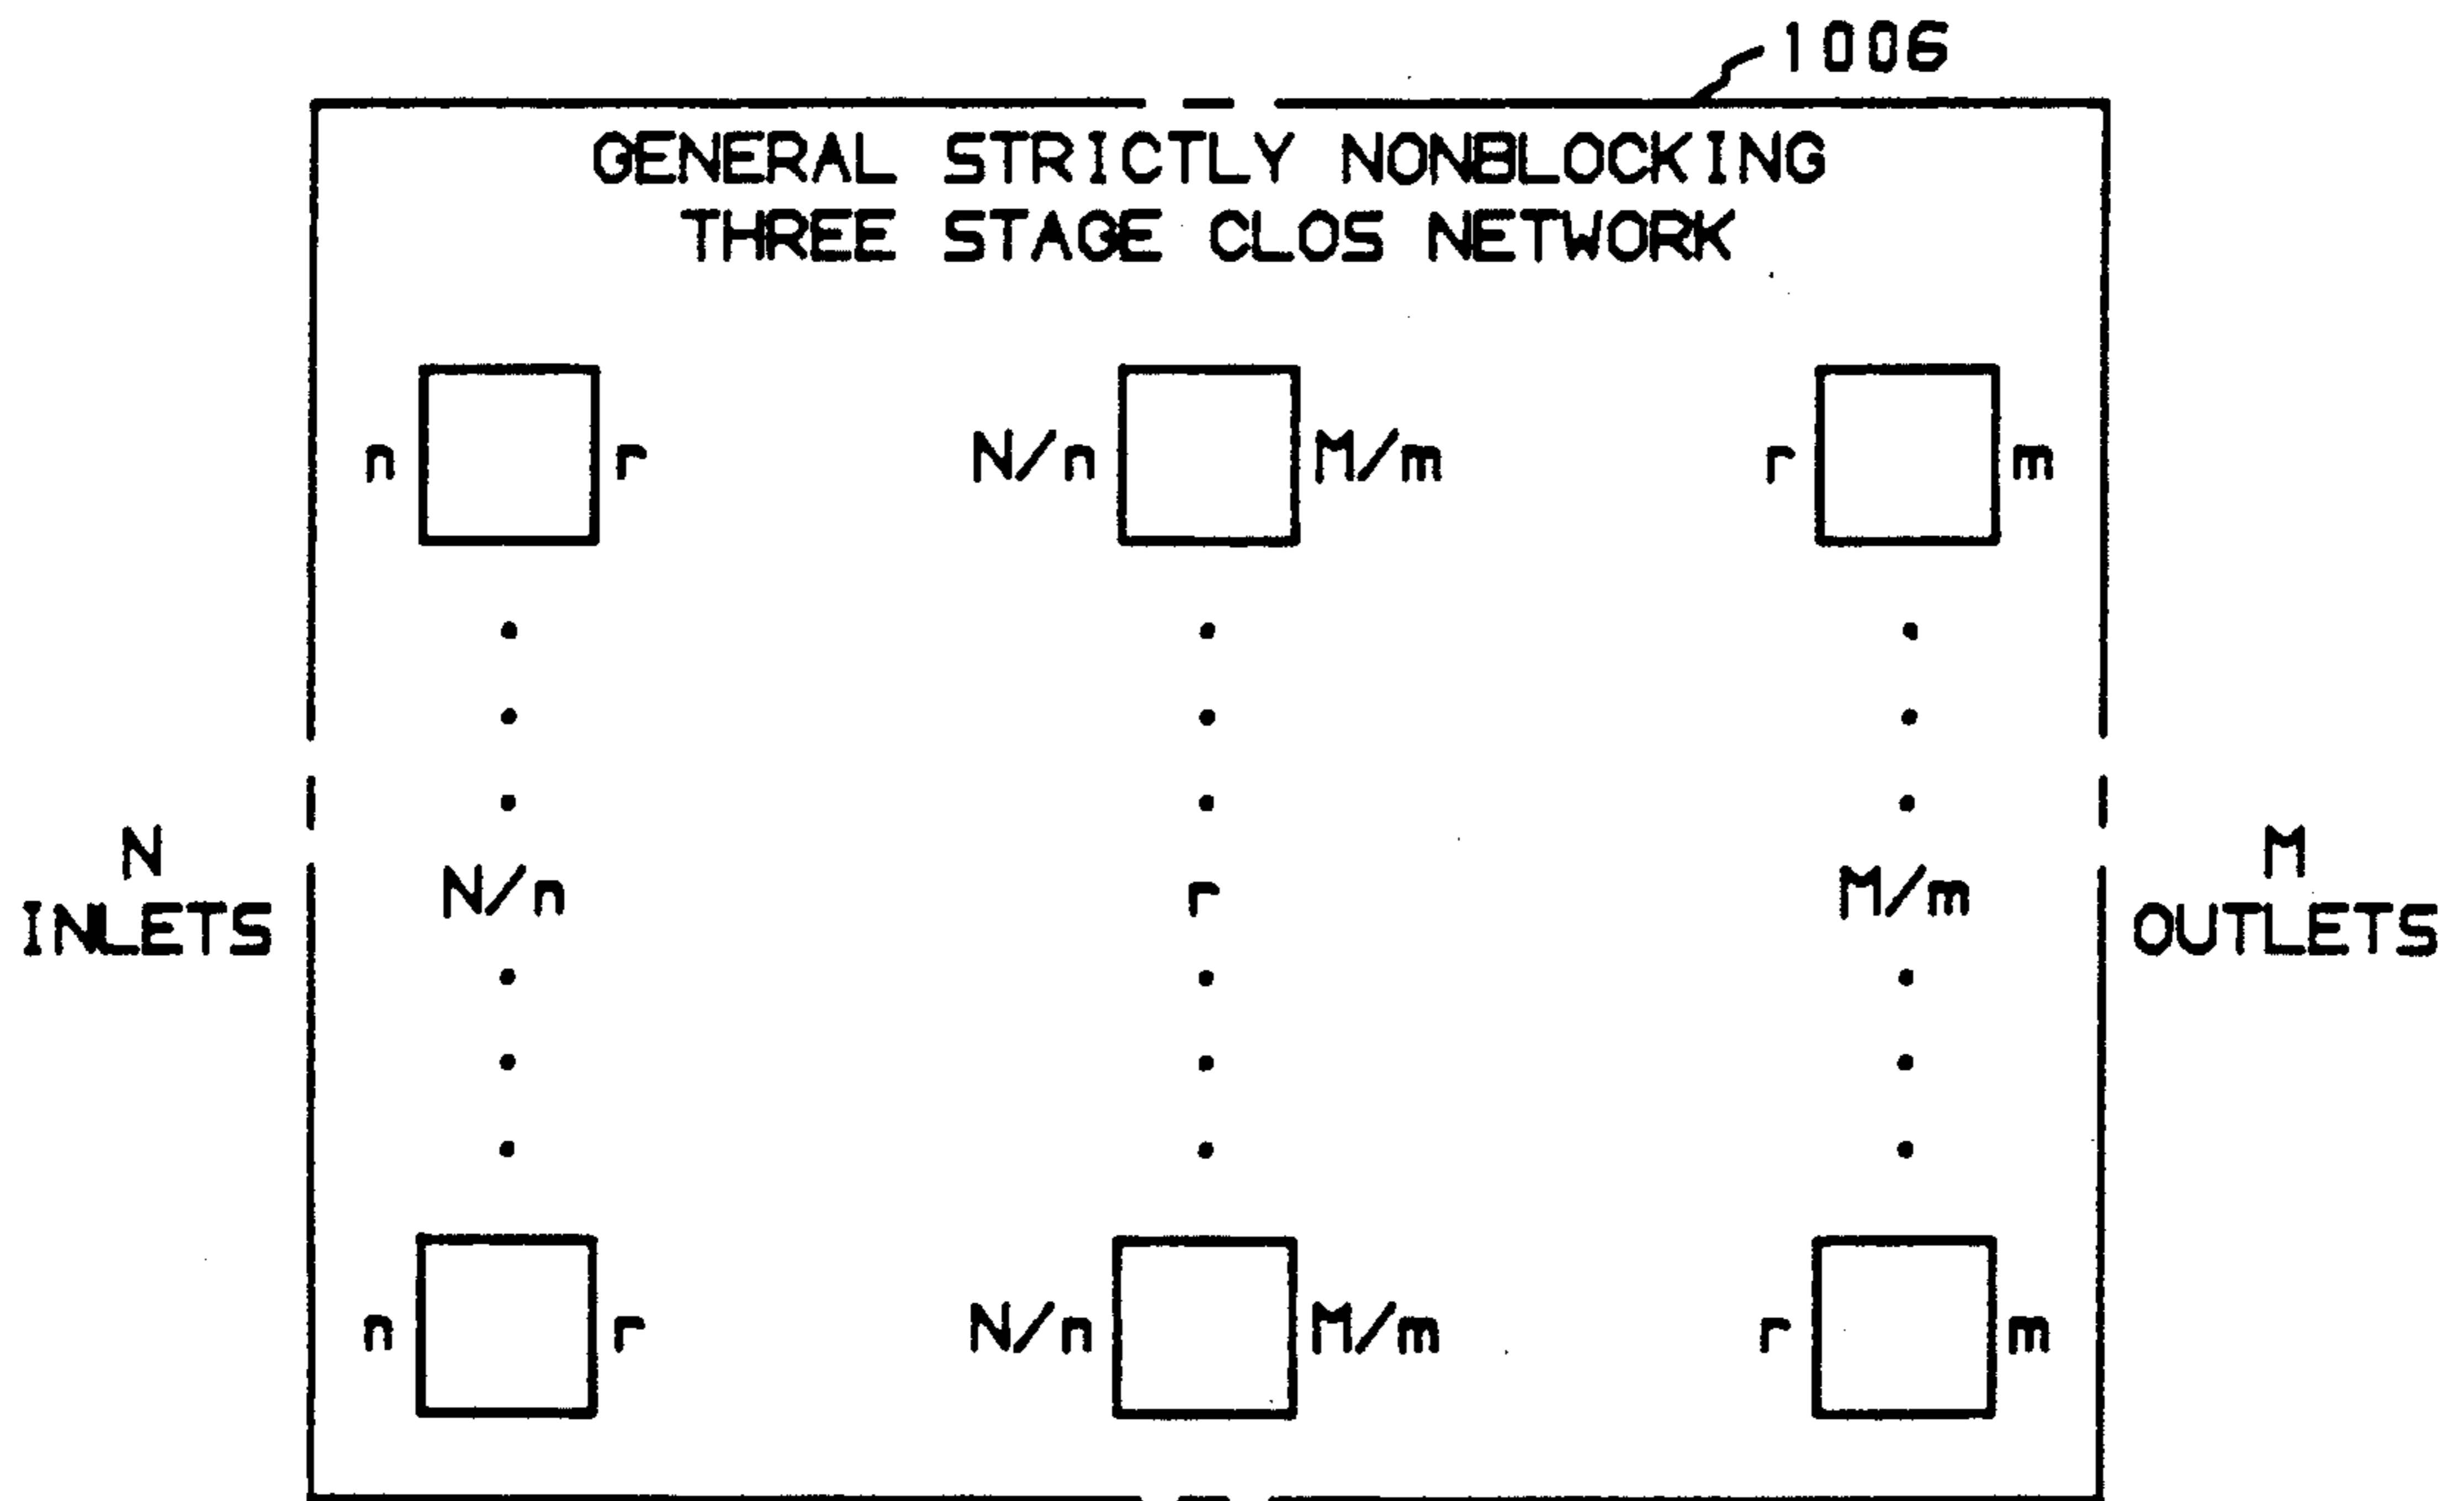 1006
GENERAL STRICTLY NONBLOCKING
THREE STAGE CLOS NETWORK
n r N/n M/m r m
N INLETS
N/n r M/m
M OUTLETS
n r N/n M/m r m